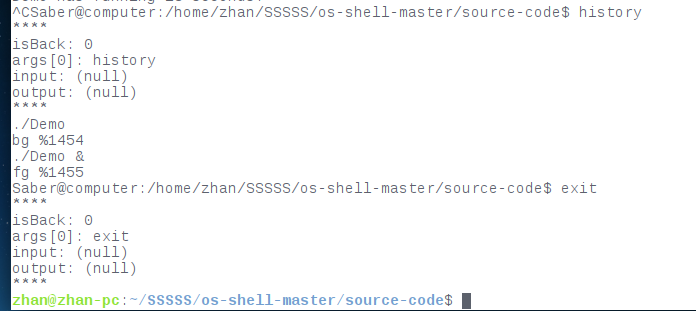 ^CSaber@computer:/home/zhan/SSSSS/os-shell-master/source-code$ history
****
isBack: 0
args[0]: history
input: (null)
output: (null)
****
./Demo
bg %1454
./Demo &
fg %1455
Saber@computer:/home/zhan/SSSSS/os-shell-master/source-code$ exit
****
isBack: 0
args[0]: exit
input: (null)
output: (null)
****
zhan@zhan-pc:~/SSSSS/os-shell-master/source-code$